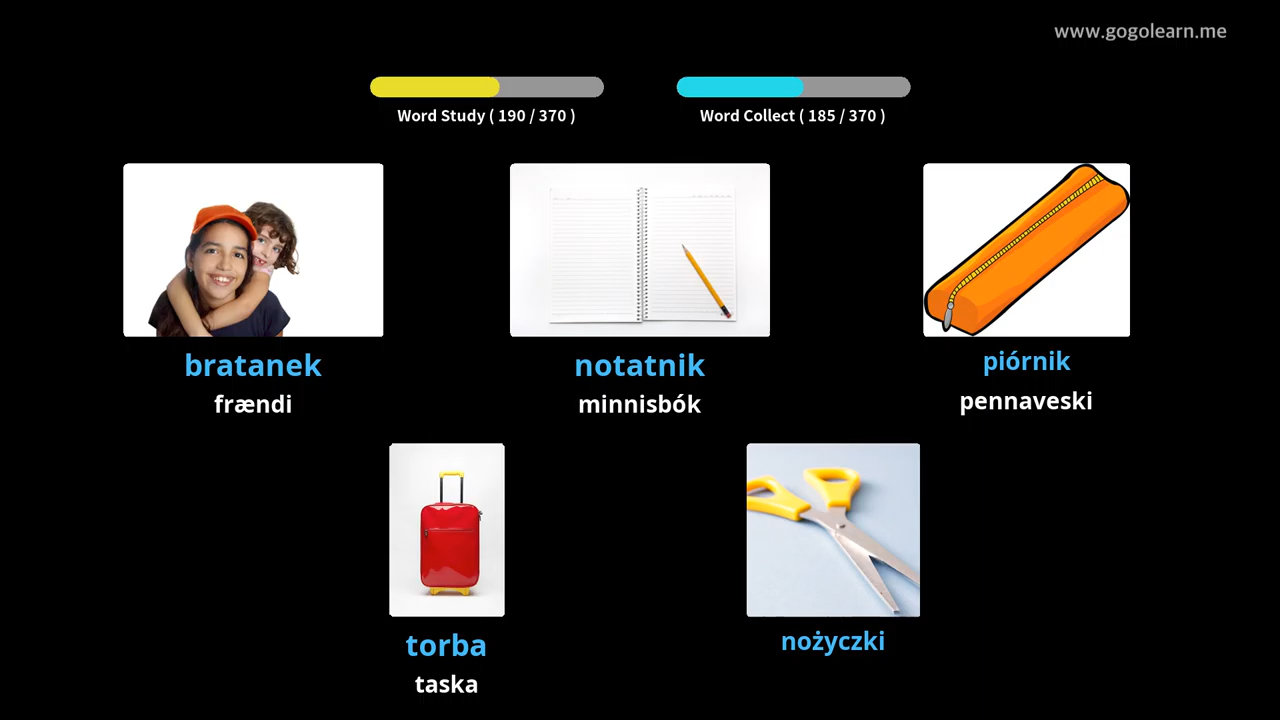 www.gogolearn.me
Word Study ( 190 / 370 )
Word Collect ( 185 / 370 )
bratanek
frændi
notatnik
minnisbók
piórnik
pennaveski
torba
taska
nożyczki